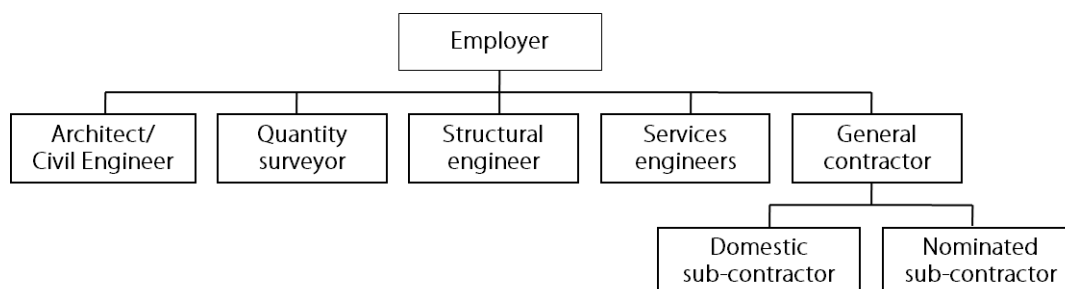 Employer
Architect/
Civil Engineer
Quantity
surveyor
Structural
engineer
Services
engineers
General
contractor
Domestic
sub-contractor
Nominated
sub-contractor